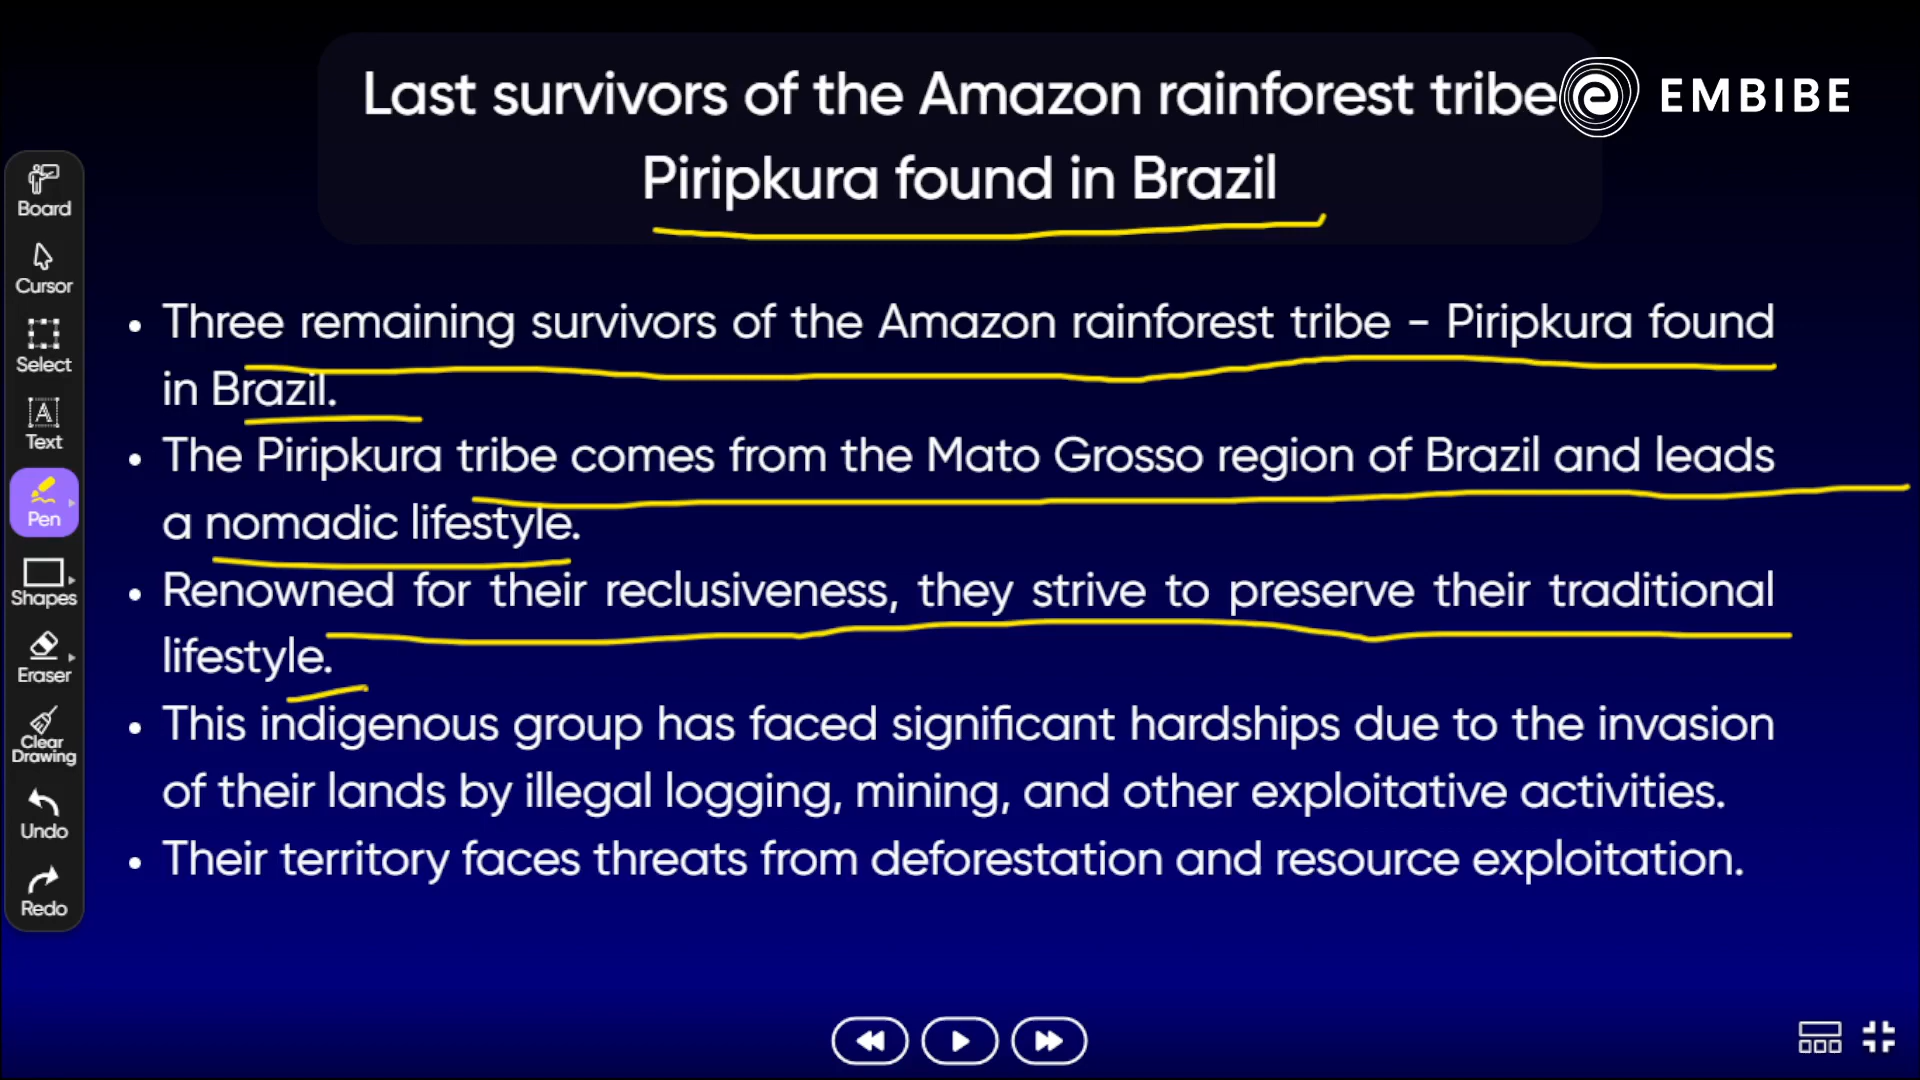 Last survivors of the Amazon rainforest tribe
Piripkura found in Brazil
EMBIBE
Board
Cursor
Select
Text
Pen
Shapes
Eraser
Clear
Drawing
Undo
Redo
• Three remaining survivors of the Amazon rainforest tribe - Piripkura found
in Brazil.
• The Piripkura tribe comes from the Mato Grosso region of Brazil and leads
a nomadic lifestyle.
• Renowned for their reclusiveness, they strive to preserve their traditional
lifestyle.
• This indigenous group has faced significant hardships due to the invasion
of their lands by illegal logging, mining, and other exploitative activities.
• Their territory faces threats from deforestation and resource exploitation.